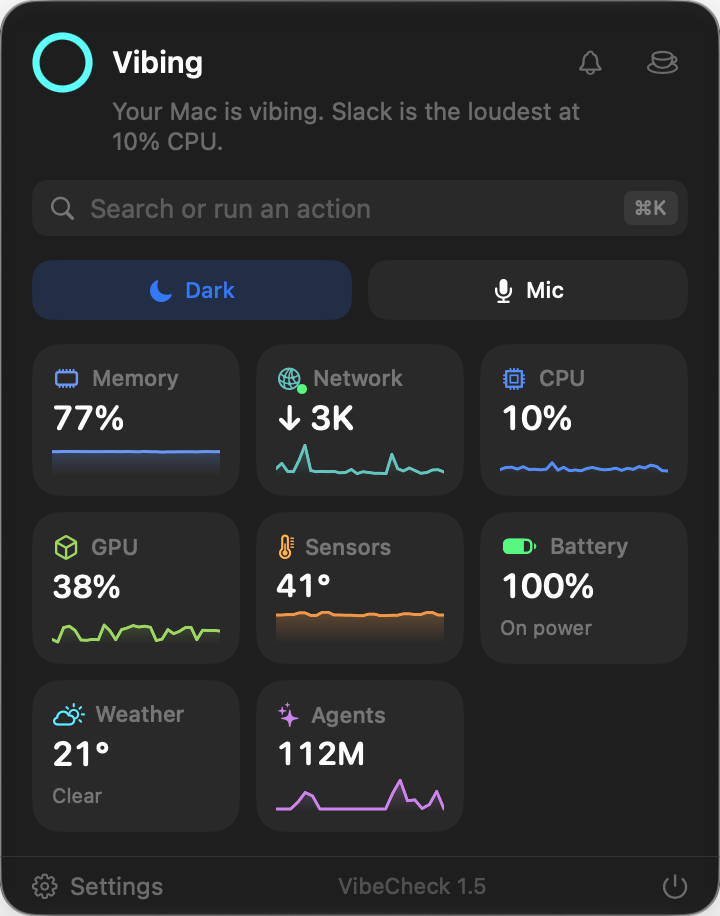 Vibing
Your Mac is vibing. Slack is the loudest at
10% CPU.
Search or run an action
⌘K
Dark
Mic
Memory
77%
Network
↓ 3K
CPU
10%
GPU
38%
Sensors
41°
Battery
100%
On power
Weather
21°
Clear
Agents
112M
Settings
VibeCheck 1.5